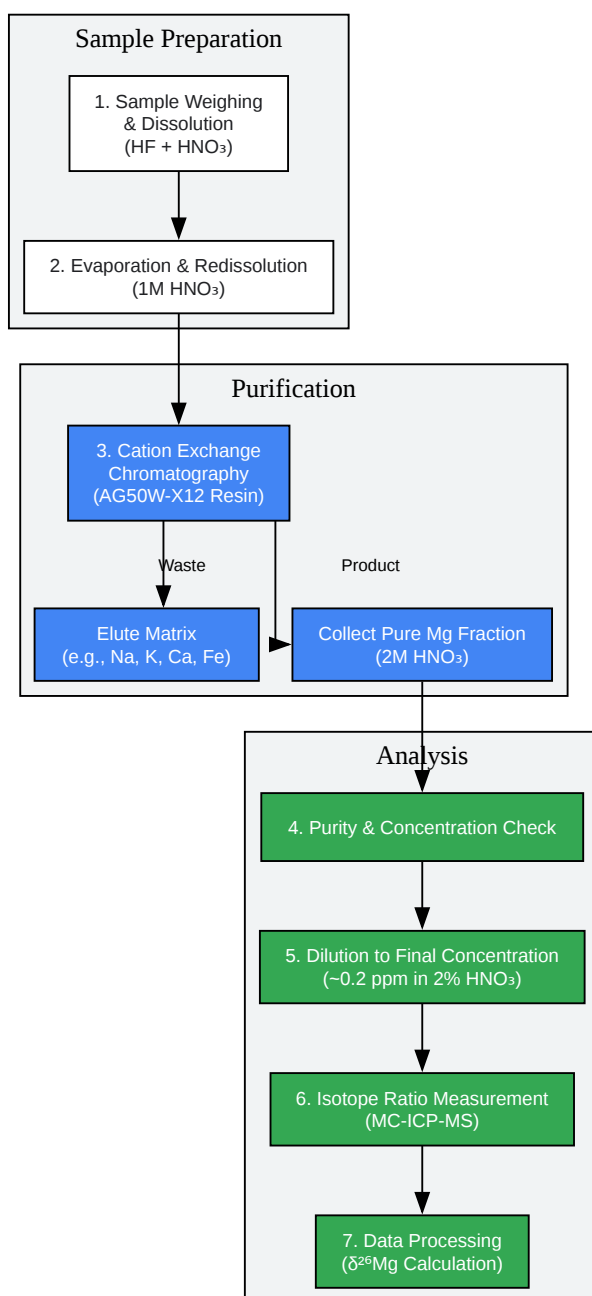 Sample Preparation
1. Sample Weighing
& Dissolution
(HF + HNO₃)
2. Evaporation & Redissolution
(1M HNO₃)
Purification
3. Cation Exchange
Chromatography
(AG50W-X12 Resin)
Waste
Product
Elute Matrix
(e.g., Na, K, Ca, Fe)
Collect Pure Mg Fraction
(2M HNO₃)
Analysis
4. Purity & Concentration Check
5. Dilution to Final Concentration
(~0.2 ppm in 2% HNO₃)
6. Isotope Ratio Measurement
(MC-ICP-MS)
7. Data Processing
(δ²⁶Mg Calculation)